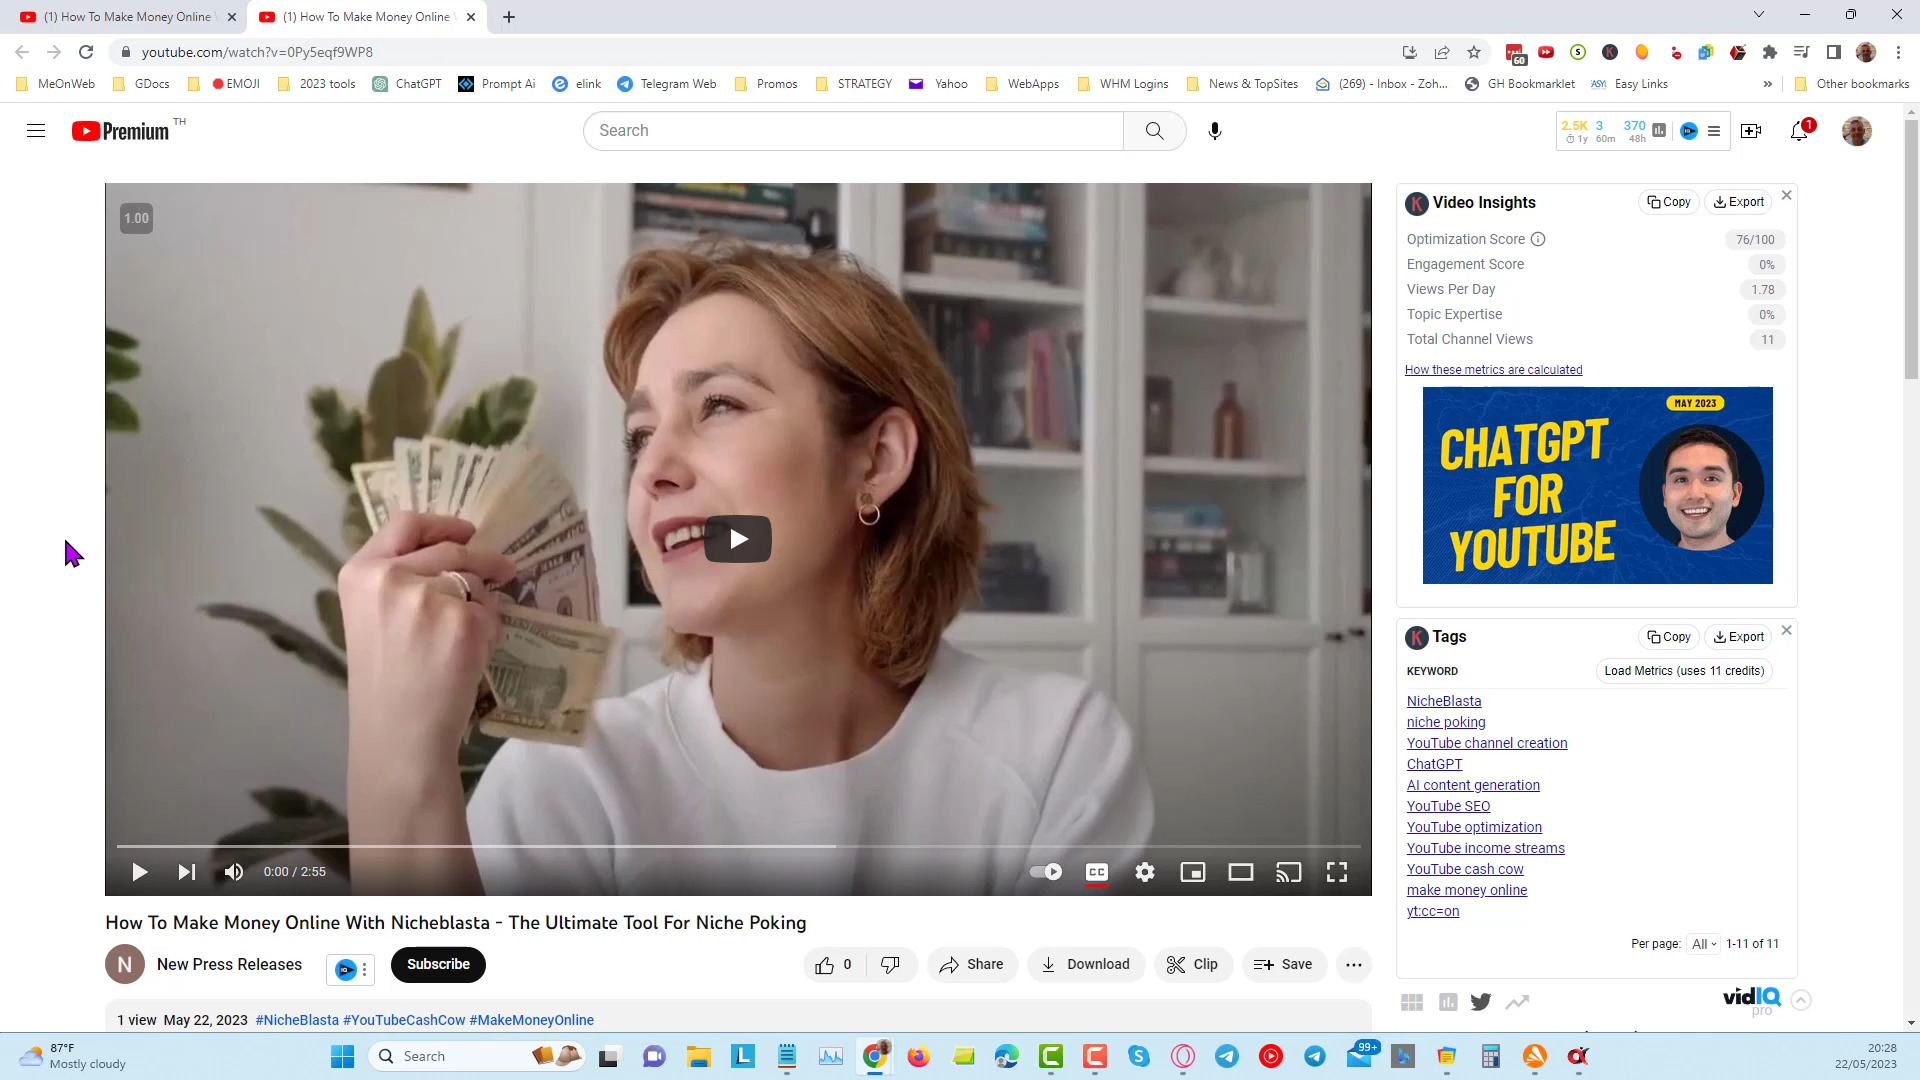 (1) How To Make Money Online
(1) How To Make Money Online
youtube.com/watch?v=0Py5eqf9WP8
60
MeOnWeb GDocs EMOJI 2023 tools ChatGPT Prompt Ai elink Telegram Web Promos STRATEGY Yahoo WebApps WHM Logins News & TopSites (269) - Inbox - Zoh... GH Bookmarklet Easy Links » Other bookmarks
Premium TH
Search
2.5K 3 370
1y 60m 48h
1
1.00
Video Insights Copy Export
Optimization Score 76/100
Engagement Score 0%
Views Per Day 1.78
Topic Expertise 0%
Total Channel Views 11
How these metrics are calculated
MAY 2023
CHATGPT
FOR
YOUTUBE
Tags Copy Export
KEYWORD Load Metrics (uses 11 credits)
NicheBlasta
niche poking
YouTube channel creation
ChatGPT
AI content generation
YouTube SEO
YouTube optimization
YouTube income streams
YouTube cash cow
make money online
yt:cc=on
Per page: All 1-11 of 11
vidIQ
pro
0:00 / 2:55
CC
How To Make Money Online With Nicheblasta - The Ultimate Tool For Niche Poking
N New Press Releases Subscribe 0 Share Download Clip Save
1 view May 22, 2023 #NicheBlasta #YouTubeCashCow #MakeMoneyOnline
87°F
Mostly cloudy
Search
99+
20:28
22/05/2023